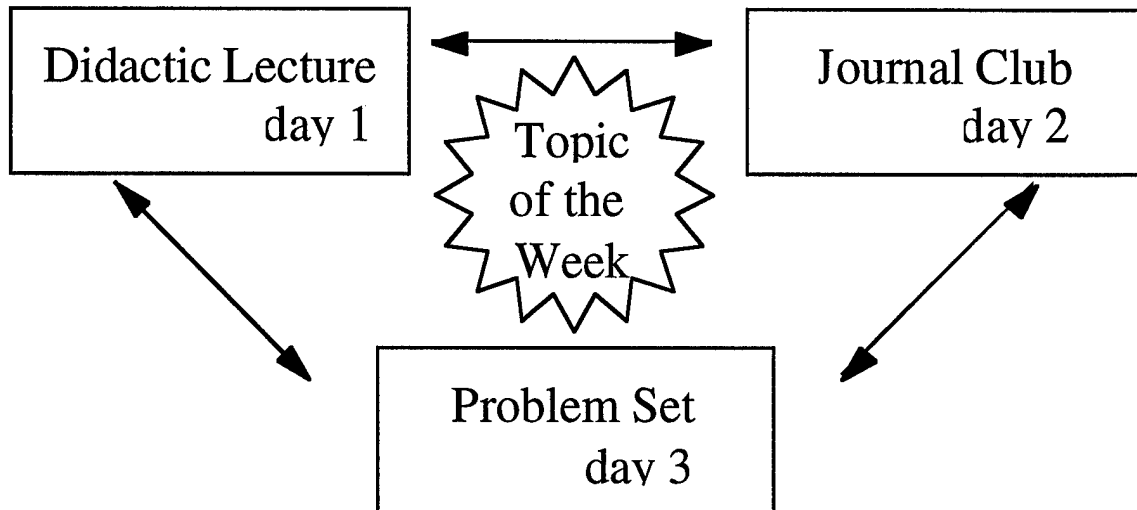 Didactic Lecture
day 1
Journal Club
day 2
Topic
of the
Week
Problem Set
day 3